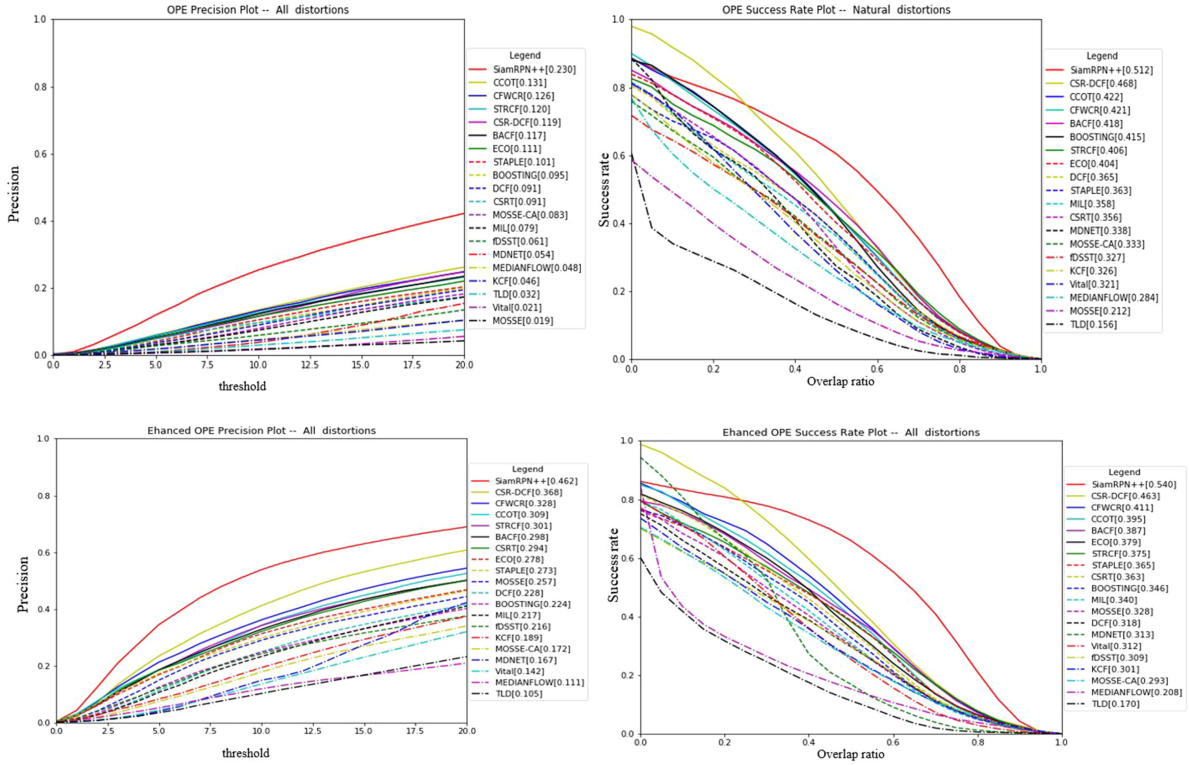 OPE Precision Plot -- All distortions
1.0
0.8
0.6
0.4
0.2
0.0
Precision
0.0 2.5 5.0 7.5 10.0 12.5 15.0 17.5 20.0
threshold
Legend
SiamRPN++[0.230]
CCOT[0.131]
CFWCR[0.126]
STRCF[0.120]
CSR-DCF[0.119]
BACF[0.117]
ECO[0.111]
STAPLE[0.101]
BOOSTING[0.095]
DCF[0.091]
CSRT[0.091]
MOSSE-CA[0.083]
MIL[0.079]
fDSST[0.061]
MDNET[0.054]
MEDIANFLOW[0.048]
KCF[0.046]
TLD[0.032]
Vital[0.021]
MOSSE[0.019]
OPE Success Rate Plot -- Natural distortions
1.0
0.8
0.6
0.4
0.2
0.0
Success rate
0.0 0.2 0.4 0.6 0.8 1.0
Overlap ratio
Legend
SiamRPN++[0.512]
CSR-DCF[0.468]
CCOT[0.422]
CFWCR[0.421]
BACF[0.418]
BOOSTING[0.415]
STRCF[0.406]
ECO[0.404]
DCF[0.365]
STAPLE[0.363]
MIL[0.358]
CSRT[0.356]
MDNET[0.338]
MOSSE-CA[0.333]
fDSST[0.327]
KCF[0.326]
Vital[0.321]
MEDIANFLOW[0.284]
MOSSE[0.212]
TLD[0.156]
Ehanced OPE Precision Plot -- All distortions
1.0
0.8
0.6
0.4
0.2
0.0
Precision
0.0 2.5 5.0 7.5 10.0 12.5 15.0 17.5 20.0
threshold
Legend
SiamRPN++[0.462]
CSR-DCF[0.368]
CFWCR[0.328]
CCOT[0.309]
STRCF[0.301]
BACF[0.298]
CSRT[0.294]
ECO[0.278]
STAPLE[0.273]
MOSSE[0.257]
DCF[0.228]
BOOSTING[0.224]
MIL[0.217]
fDSST[0.216]
KCF[0.189]
MOSSE-CA[0.172]
MDNET[0.167]
Vital[0.142]
MEDIANFLOW[0.111]
TLD[0.105]
Ehanced OPE Success Rate Plot -- All distortions
1.0
0.8
0.6
0.4
0.2
0.0
Success rate
0.0 0.2 0.4 0.6 0.8 1.0
Overlap ratio
Legend
SiamRPN++[0.540]
CSR-DCF[0.463]
CFWCR[0.411]
CCOT[0.395]
BACF[0.387]
ECO[0.379]
STRCF[0.375]
STAPLE[0.365]
CSRT[0.363]
BOOSTING[0.346]
MIL[0.340]
MOSSE[0.328]
DCF[0.318]
MDNET[0.313]
Vital[0.312]
fDSST[0.309]
KCF[0.301]
MOSSE-CA[0.293]
MEDIANFLOW[0.208]
TLD[0.170]